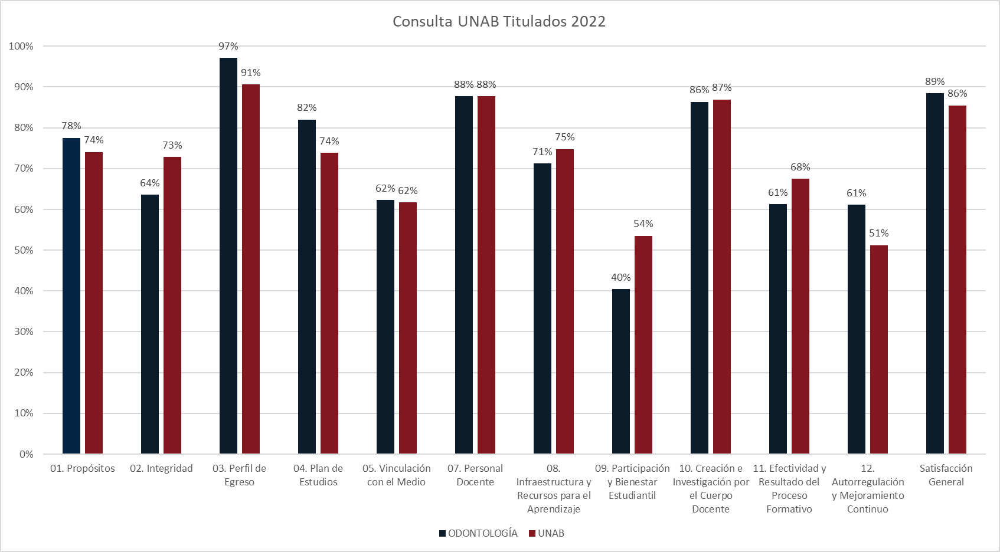 Consulta UNAB Titulados 2022
100%
90%
80%
70%
60%
50%
40%
30%
20%
10%
0%
78%
74%
64%
73%
97%
91%
82%
74%
62%
62%
88%
88%
71%
75%
40%
54%
86%
87%
61%
68%
61%
51%
89%
86%
01. Propósitos
02. Integridad
03. Perfil de
Egreso
04. Plan de
Estudios
05. Vinculación
con el Medio
07. Personal
Docente
08.
Infraestructura y
Recursos para el
Aprendizaje
09. Participación
y Bienestar
Estudiantil
10. Creación e
Investigación por
el Cuerpo
Docente
11. Efectividad y
Resultado del
Proceso
Formativo
12.
Autorregulación
y Mejoramiento
Continuo
Satisfacción
General
ODONTOLOGÍA
UNAB